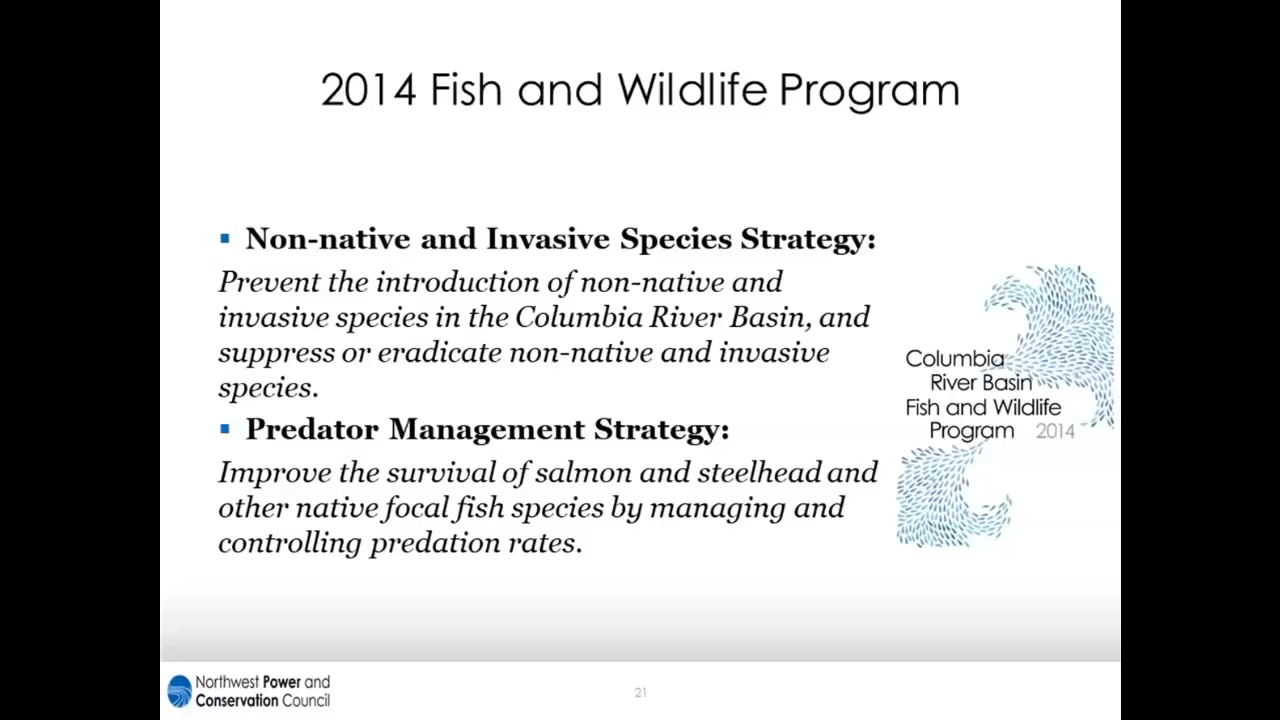 2014 Fish and Wildlife Program
▪ Non-native and Invasive Species Strategy:
Prevent the introduction of non-native and
invasive species in the Columbia River Basin, and
suppress or eradicate non-native and invasive
species.
▪ Predator Management Strategy:
Improve the survival of salmon and steelhead and
other native focal fish species by managing and
controlling predation rates.
Columbia
River Basin
Fish and Wildlife
Program 2014
Northwest Power and
Conservation Council
21